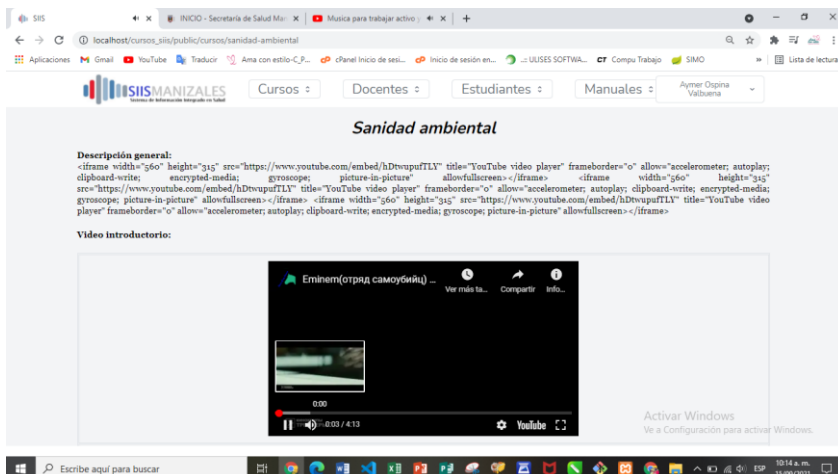 SIIS
INICIO - Secretaría de Salud Man
Musica para trabajar activo y
localhost/cursos_siis/public/cursos/sanidad-ambiental
Aplicaciones Gmail YouTube Traducir Ama con estilo-C_P... cPanel Inicio de sesi... Inicio de sesión en... ..:: ULISES SOFTWA... CT Compu Trabajo SIMO » Lista de lectura
SIISMANIZALES Cursos Docentes Estudiantes Manuales Aymer Ospina
Sistema de Información Integrado en Salud Valbuena
Sanidad ambiental
Descripción general:
<iframe width="560" height="315" src="https://www.youtube.com/embed/hDtwupufTLY" title="YouTube video player" frameborder="0" allow="accelerometer; autoplay;
clipboard-write; encrypted-media; gyroscope; picture-in-picture" allowfullscreen></iframe> <iframe width="560" height="315"
src="https://www.youtube.com/embed/hDtwupufTLY" title="YouTube video player" frameborder="0" allow="accelerometer; autoplay; clipboard-write; encrypted-media;
gyroscope; picture-in-picture" allowfullscreen></iframe> <iframe width="560" height="315" src="https://www.youtube.com/embed/hDtwupufTLY" title="YouTube video
player" frameborder="0" allow="accelerometer; autoplay; clipboard-write; encrypted-media; gyroscope; picture-in-picture" allowfullscreen></iframe>
Video introductorio:
Eminem(отряд самоубийц) ...
Ver más ta... Compartir Info...
0:00
0:03 / 4:13 YouTube
Activar Windows
Ve a Configuración para activar Windows.
Escribe aquí para buscar
ESP
10:14 a. m.
15/09/2021